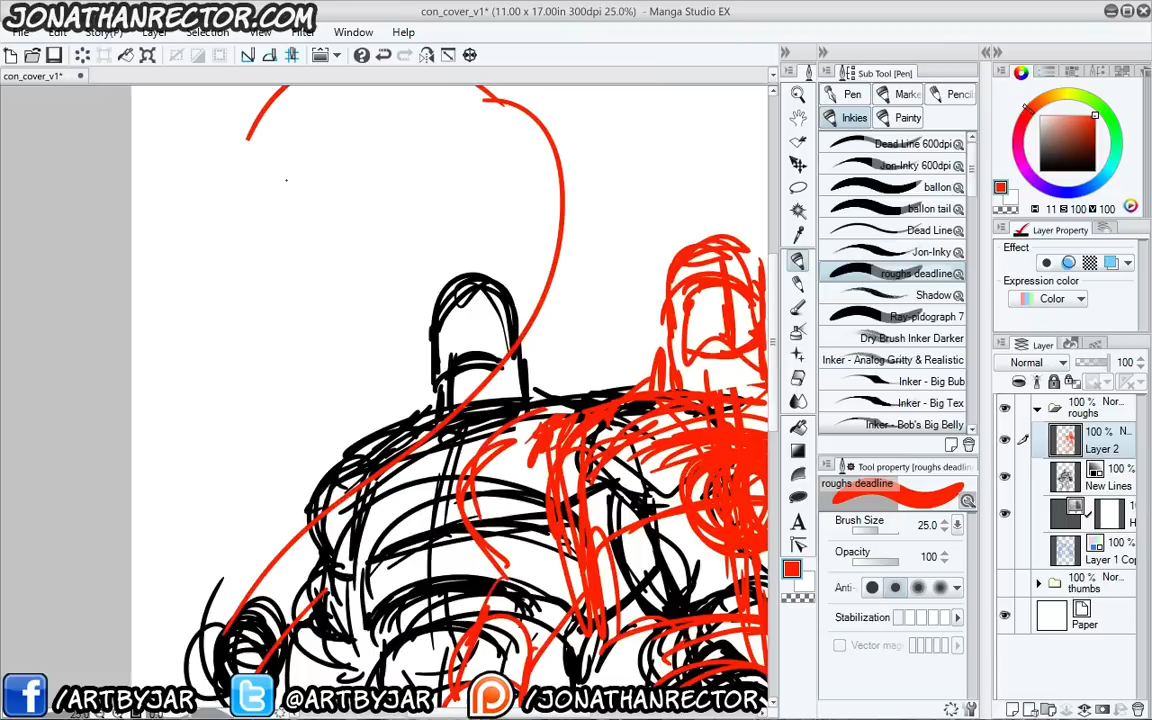 JONATHANRECTOR.COM
con_cover_v1* (11.00 x 17.00in 300dpi 25.0%) - Manga Studio EX
File Edit Story(P) Layer Selection View Filter Window Help
con_cover_v1*
Sub Tool [Pen]
Pen
Marke
Pencil
Inkies
Painty
Dead Line 600dpi
Jon-Inky 600dpi
ballon
ballon tail
Dead Line
Jon-Inky
roughs deadline
Shadow
Ray-pidograph 7
Dry Brush Inker Darker
Inker - Analog Gritty & Realistic
Inker - Big Bub
Inker - Big Tex
Inker - Bob's Big Belly
Tool property [roughs deadline
roughs deadline
Brush Size 25.0
Opacity 100
Anti-
Stabilization
Vector mag
H 11 S 100 V 100
Layer Property
Effect
Expression color
Color
Layer
Normal 100
100 % Nor...
roughs
100 % N...
Layer 2
100 %
New Lines
100 %
Layer 1 Cop
100 % Nor...
thumbs
Paper
/ARTBYJAR
@ARTBYJAR
/JONATHANRECTOR